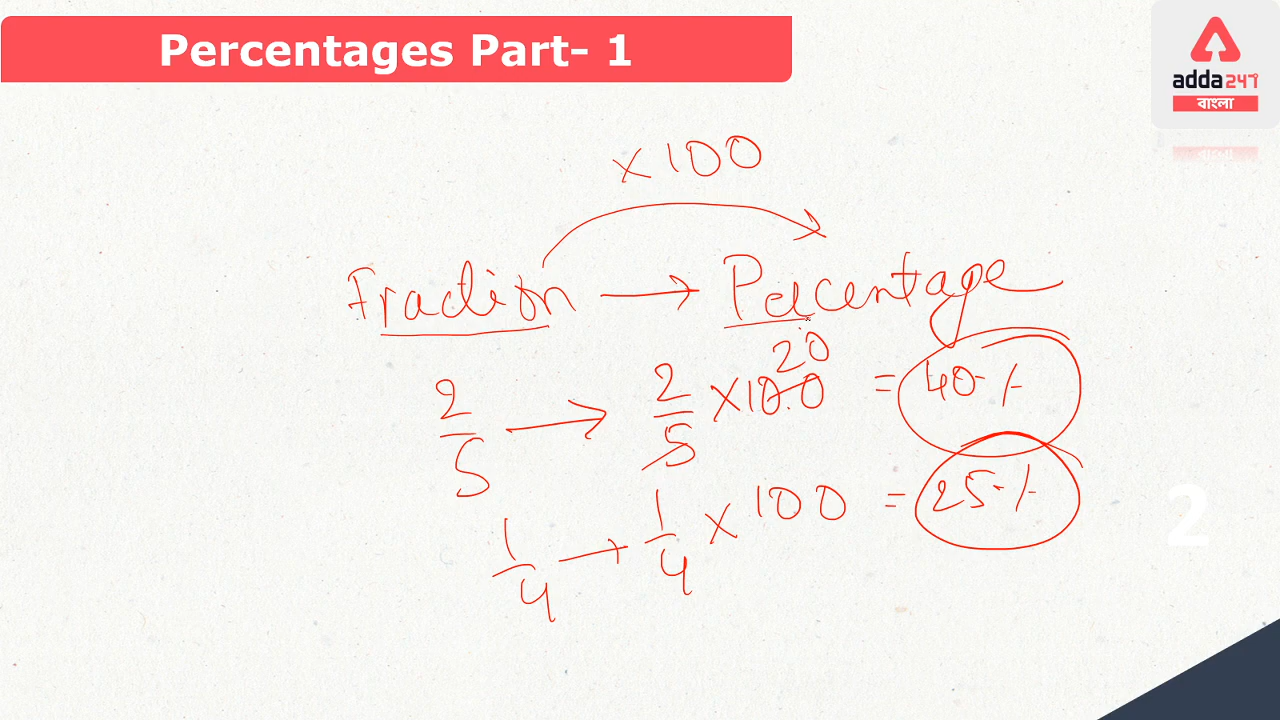 Percentages Part- 1
adda247
বাংলা
×100
Fraction → Percentage
20
2/5 → 2/5 ×100 = 40%
1/4 → 1/4 × 100 = 25%
2